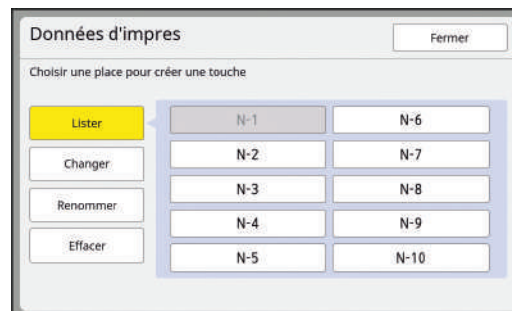 Données d'impres
Fermer
Choisir une place pour créer une touche
Lister
N-1
N-6
Changer
N-2
N-7
N-3
N-8
Renommer
N-4
N-9
Effacer
N-5
N-10